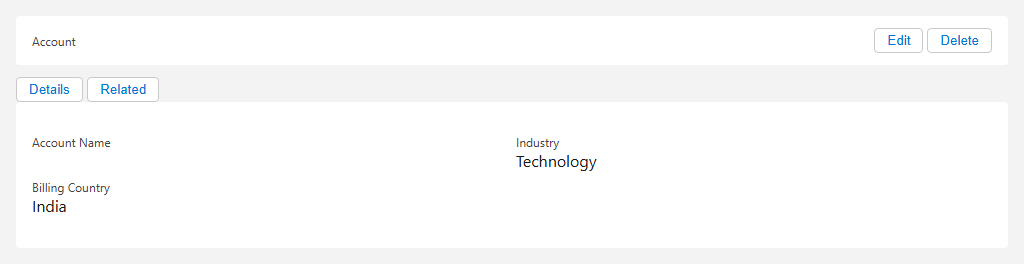 Account
Edit
Delete
Details
Related
Account Name
Industry
Technology
Billing Country
India